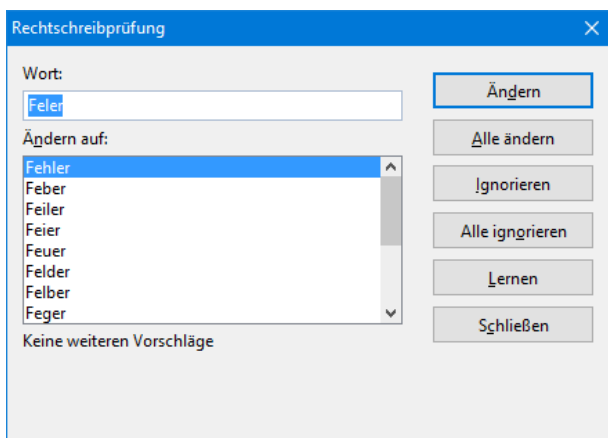 Rechtschreibprüfung
Wort:
Feler
Ändern auf:
Fehler
Feber
Feiler
Feier
Feuer
Felder
Felber
Feger
Keine weiteren Vorschläge
Ändern
Alle ändern
Ignorieren
Alle ignorieren
Lernen
Schließen